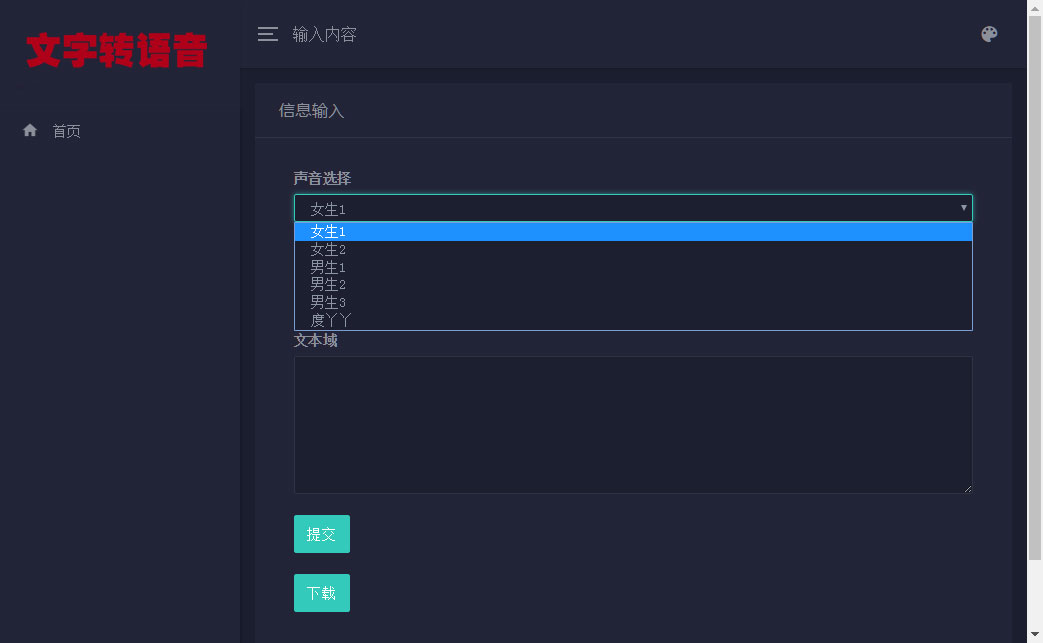 文字转语音
输入内容
首页
信息输入
声音选择
女生1
女生1
女生2
男生1
男生2
男生3
度丫丫
文本域
提交
下载